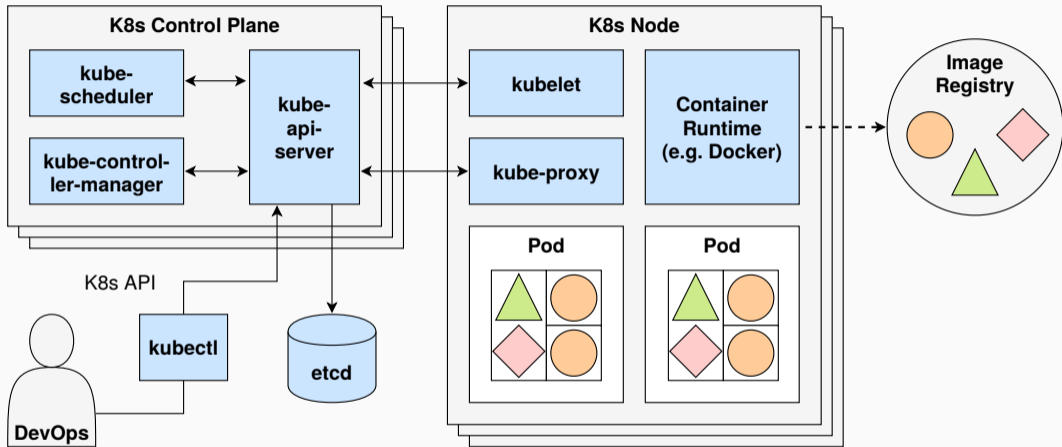 K8s Control Plane
kube-
scheduler
kube-control-
ler-manager
kube-
api-
server
K8s Node
kubelet
kube-proxy
Container
Runtime
(e.g. Docker)
Image
Registry
Pod
Pod
K8s API
kubectl
etcd
DevOps